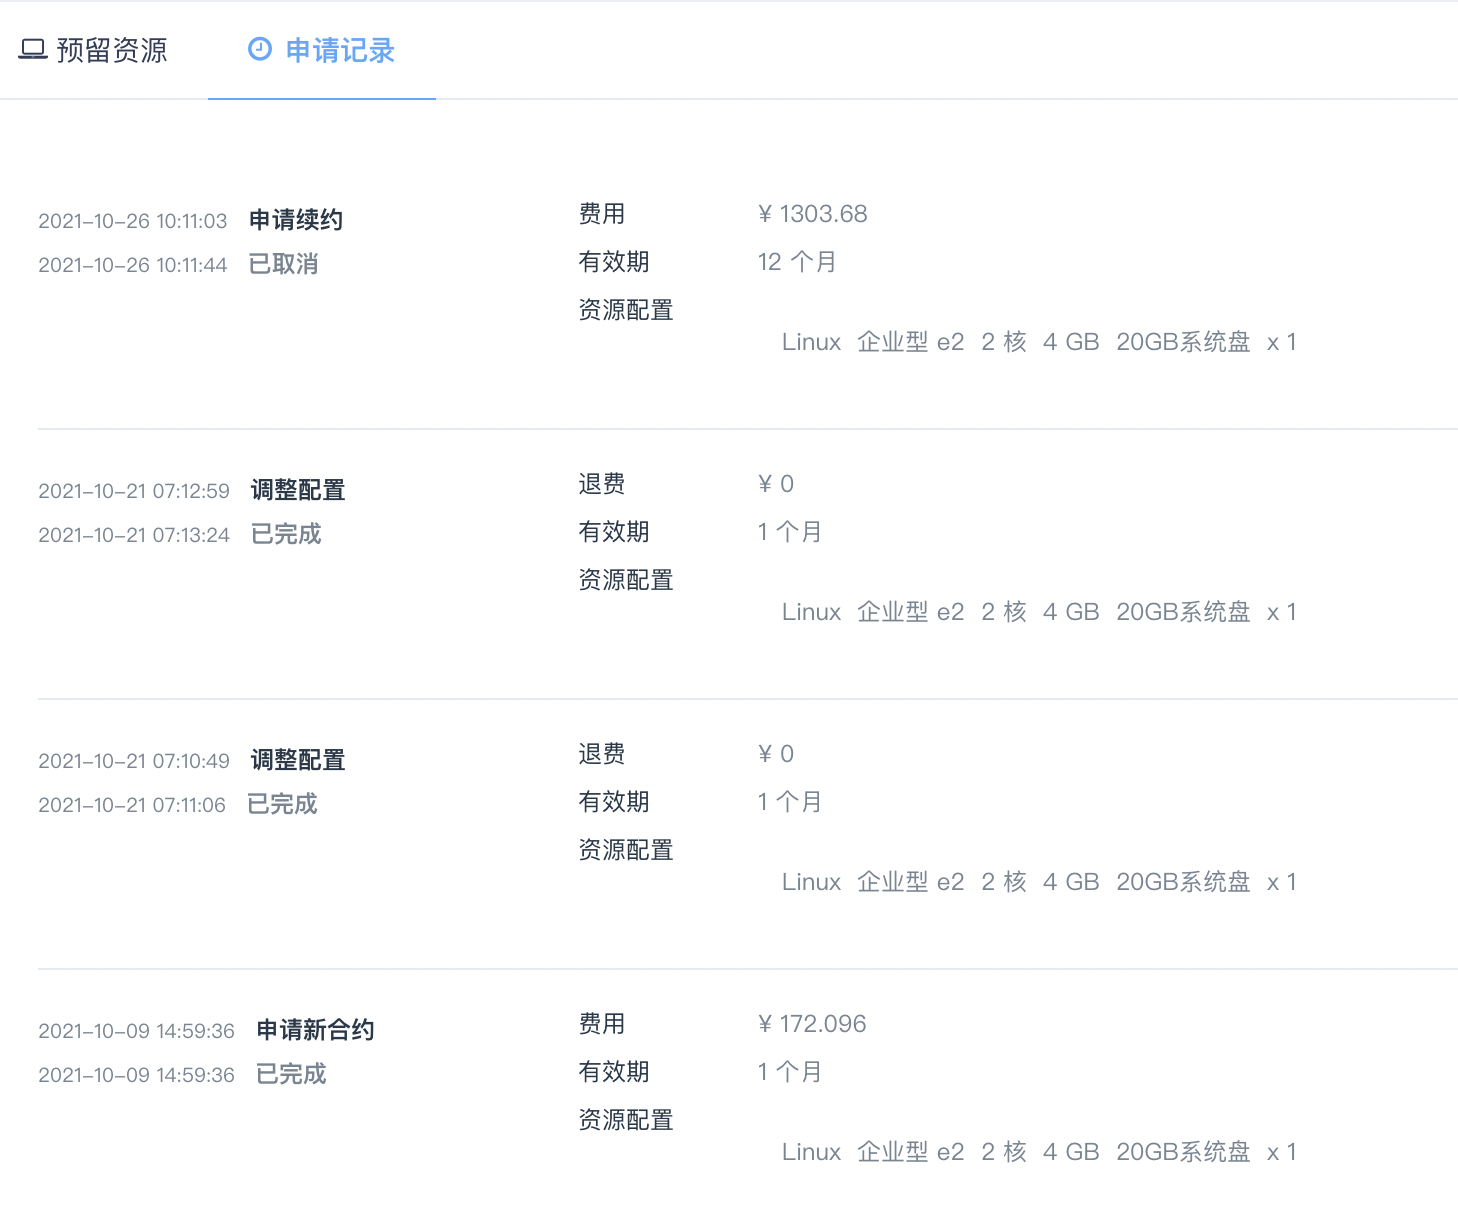 预留资源 申请记录
2021-10-26 10:11:03 申请续约 费用 ¥ 1303.68
2021-10-26 10:11:44 已取消 有效期 12 个月
资源配置
Linux 企业型 e2 2 核 4 GB 20GB系统盘 x 1
2021-10-21 07:12:59 调整配置 退费 ¥ 0
2021-10-21 07:13:24 已完成 有效期 1 个月
资源配置
Linux 企业型 e2 2 核 4 GB 20GB系统盘 x 1
2021-10-21 07:10:49 调整配置 退费 ¥ 0
2021-10-21 07:11:06 已完成 有效期 1 个月
资源配置
Linux 企业型 e2 2 核 4 GB 20GB系统盘 x 1
2021-10-09 14:59:36 申请新合约 费用 ¥ 172.096
2021-10-09 14:59:36 已完成 有效期 1 个月
资源配置
Linux 企业型 e2 2 核 4 GB 20GB系统盘 x 1